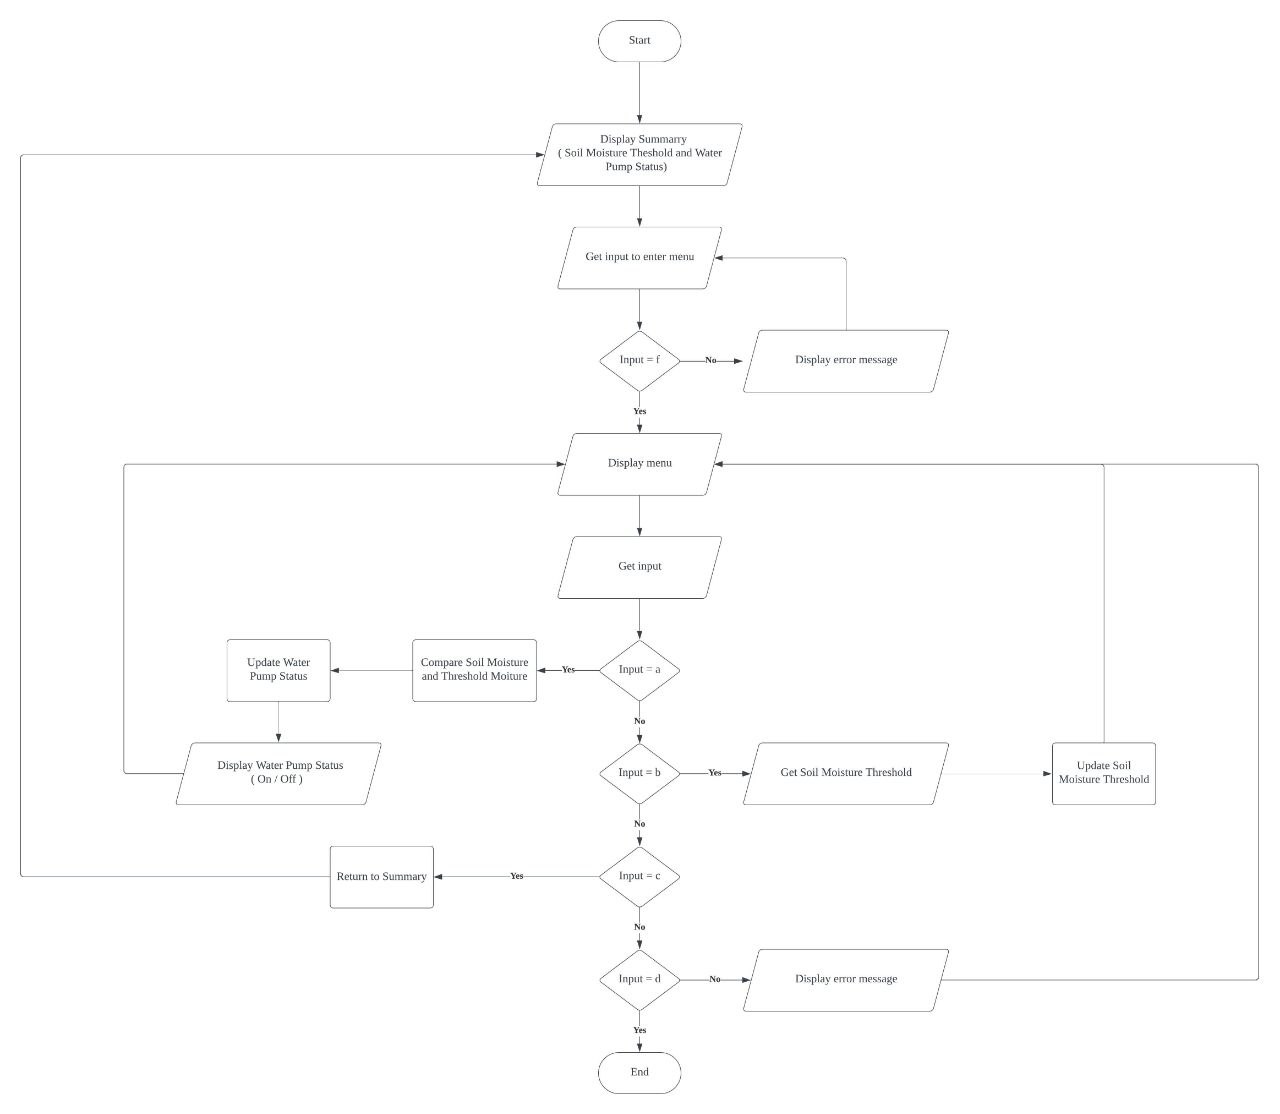 Start
Display Summarry
( Soil Moisture Theshold and Water
Pump Status)
Get input to enter menu
Input = f
No
Display error message
Yes
Display menu
Get input
Update Water
Pump Status
Compare Soil Moisture
and Threshold Moiture
Yes
Input = a
No
Display Water Pump Status
( On / Off )
Input = b
Yes
Get Soil Moisture Threshold
Update Soil
Moisture Threshold
No
Return to Summary
Yes
Input = c
No
Input = d
No
Display error message
Yes
End